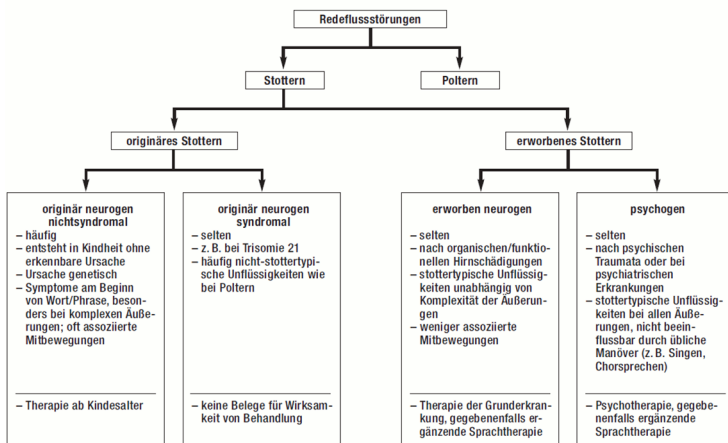 Redeflussstörungen
Stottern
Poltern
originäres Stottern
erworbenes Stottern
originär neurogen
nichtsyndromal
– häufig
– entsteht in Kindheit ohne
erkennbare Ursache
– Ursache genetisch
– Symptome am Beginn
von Wort/Phrase, beson-
ders bei komplexen Äuße-
rungen; oft assoziierte
Mitbewegungen
– Therapie ab Kindesalter
originär neurogen
syndromal
– selten
– z. B. bei Trisomie 21
– häufig nicht-stottertypi-
sche Unflüssigkeiten wie
bei Poltern
– keine Belege für Wirksam-
keit von Behandlung
erworben neurogen
– selten
– nach organischen/funktio-
nellen Hirnschädigungen
– stottertypische Unflüssig-
keiten unabhängig von
Komplexität der Äußerun-
gen
– weniger assoziierte
Mitbewegungen
– Therapie der Grunderkran-
kung, gegebenenfalls er-
gänzende Sprachtherapie
psychogen
– selten
– nach psychischen
Traumata oder bei
psychiatrischen
Erkrankungen
– stottertypische Unflüssig-
keiten bei allen Äuße-
rungen, nicht beein-
flussbar durch übliche
Manöver (z. B. Singen,
Chorsprechen)
– Psychotherapie, gegebe-
nenfalls ergänzende
Sprachtherapie